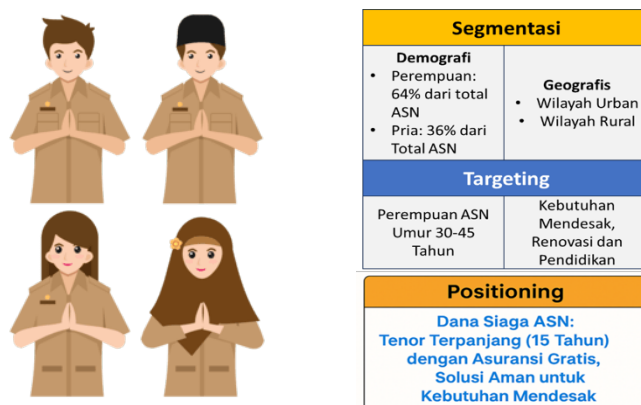 Segmentasi
Demografi
• Perempuan:
64% dari total
ASN
• Pria: 36% dari
Total ASN
Geografis
• Wilayah Urban
• Wilayah Rural
Targeting
Perempuan ASN
Umur 30-45
Tahun
Kebutuhan
Mendesak,
Renovasi dan
Pendidikan
Positioning
Dana Siaga ASN:
Tenor Terpanjang (15 Tahun)
dengan Asuransi Gratis,
Solusi Aman untuk
Kebutuhan Mendesak